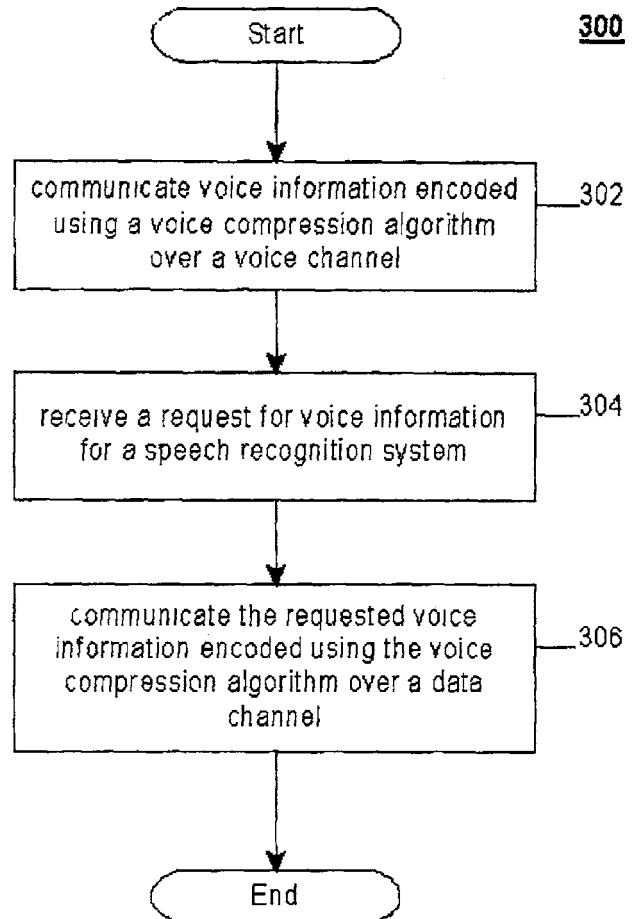 Start
300
communicate voice information encoded
using a voice compression algorithm
over a voice channel
302
receive a request for voice information
for a speech recognition system
304
communicate the requested voice
information encoded using the voice
compression algorithm over a data
channel
306
End